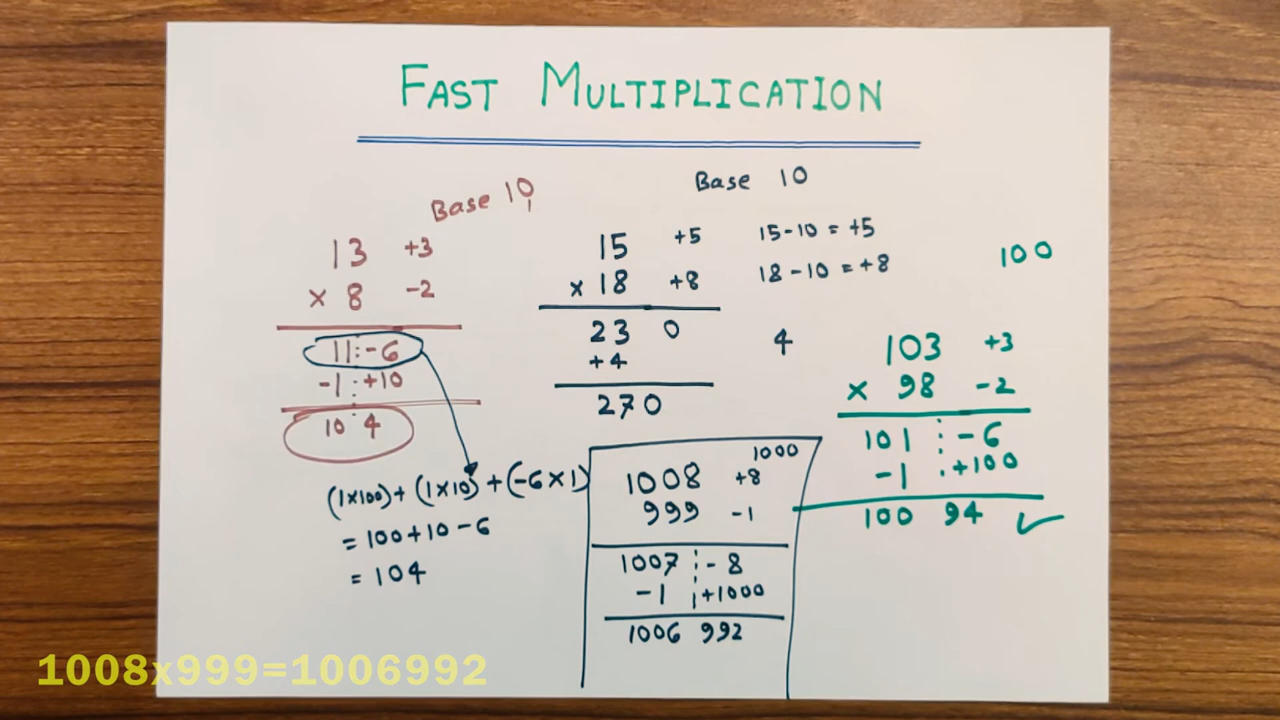 FAST MULTIPLICATION
Base 10
13 +3
× 8 -2
11 : -6
-1 : +10
10 4
(1×100) + (1×10) + (-6×1)
= 100+10-6
= 104
Base 10
15 +5
× 18 +8
23 0
+4
270
15-10 = +5
18-10 = +8
4
1000
1008 +8
999 -1
1007 : -8
-1 : +1000
1006 992
100
103 +3
× 98 -2
101 : -6
-1 : +100
100 94 ✓
1008x999=1006992